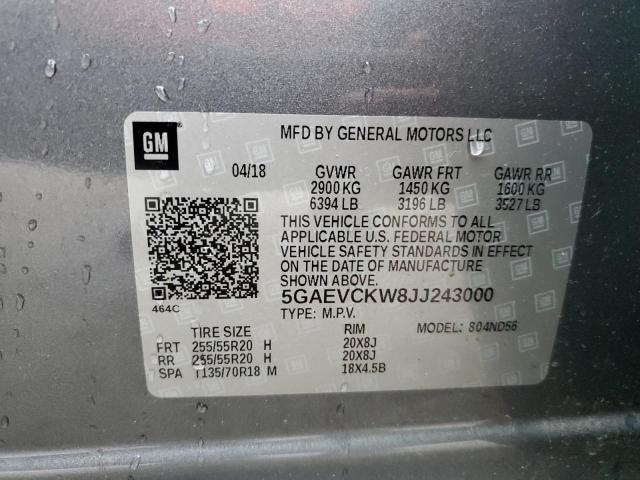 GM
MFD BY GENERAL MOTORS LLC
04/18 GVWR GAWR FRT GAWR RR
2900 KG 1450 KG 1600 KG
6394 LB 3196 LB 3527 LB
THIS VEHICLE CONFORMS TO ALL
APPLICABLE U.S. FEDERAL MOTOR
VEHICLE SAFETY STANDARDS IN EFFECT
ON THE DATE OF MANUFACTURE
SHOWN ABOVE.
464C 5GAEVCKW8JJ243000
TYPE: M.P.V. MODEL: 804ND56
TIRE SIZE RIM
FRT 255/55R20 H 20X8J
RR 255/55R20 H 20X8J
SPA T135/70R18 M 18X4.5B